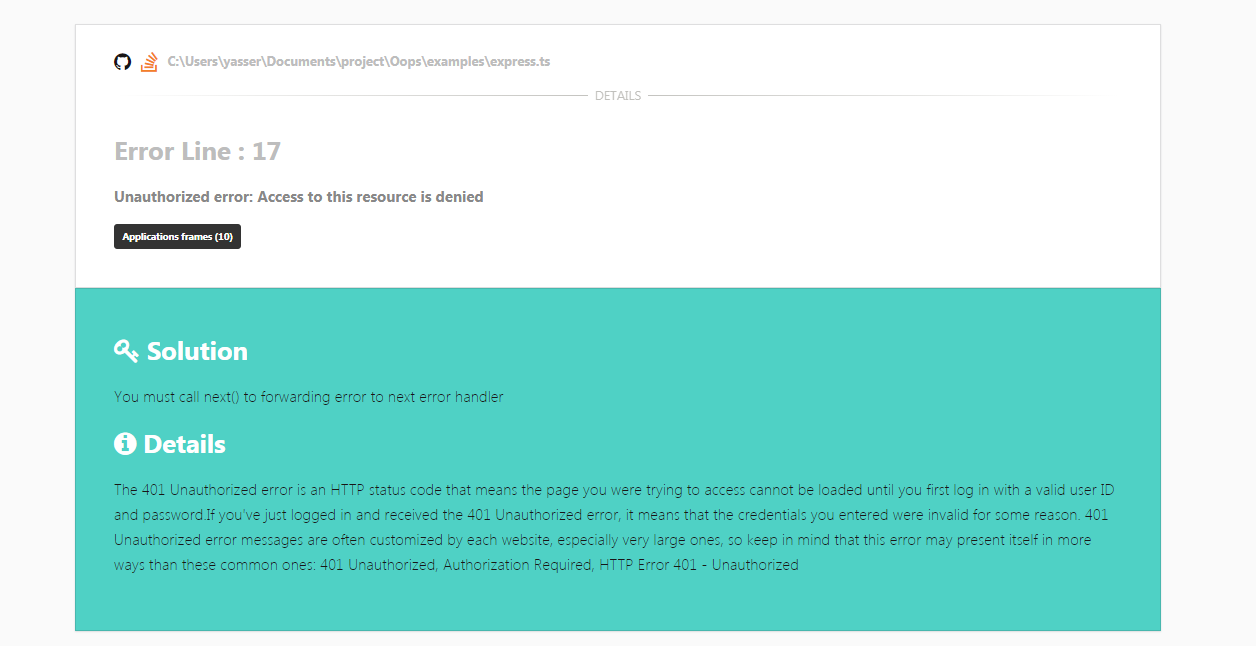 C:\Users\yasser\Documents\project\Oops\examples\express.ts
DETAILS
Error Line : 17
Unauthorized error: Access to this resource is denied
Applications frames (10)
Solution
You must call next() to forwarding error to next error handler
Details
The 401 Unauthorized error is an HTTP status code that means the page you were trying to access cannot be loaded until you first log in with a valid user ID
and password.If you've just logged in and received the 401 Unauthorized error, it means that the credentials you entered were invalid for some reason. 401
Unauthorized error messages are often customized by each website, especially very large ones, so keep in mind that this error may present itself in more
ways than these common ones: 401 Unauthorized, Authorization Required, HTTP Error 401 - Unauthorized